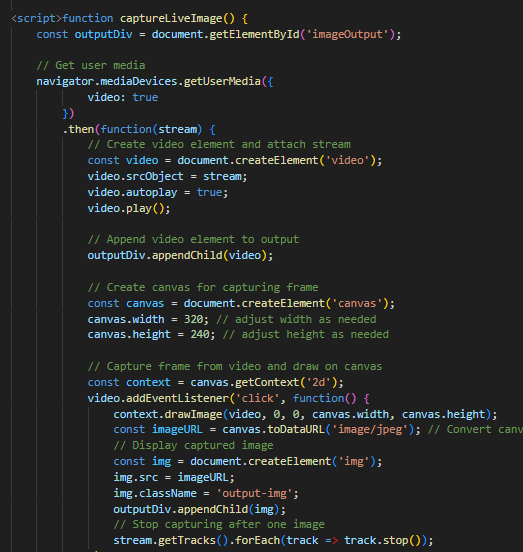 <script>function captureLiveImage() {
const outputDiv = document.getElementById('imageOutput');
// Get user media
navigator.mediaDevices.getUserMedia({
video: true
})
.then(function(stream) {
// Create video element and attach stream
const video = document.createElement('video');
video.srcObject = stream;
video.autoplay = true;
video.play();
// Append video element to output
outputDiv.appendChild(video);
// Create canvas for capturing frame
const canvas = document.createElement('canvas');
canvas.width = 320; // adjust width as needed
canvas.height = 240; // adjust height as needed
// Capture frame from video and draw on canvas
const context = canvas.getContext('2d');
video.addEventListener('click', function() {
context.drawImage(video, 0, 0, canvas.width, canvas.height);
const imageURL = canvas.toDataURL('image/jpeg'); // Convert canv
// Display captured image
const img = document.createElement('img');
img.src = imageURL;
img.className = 'output-img';
outputDiv.appendChild(img);
// Stop capturing after one image
stream.getTracks().forEach(track => track.stop());